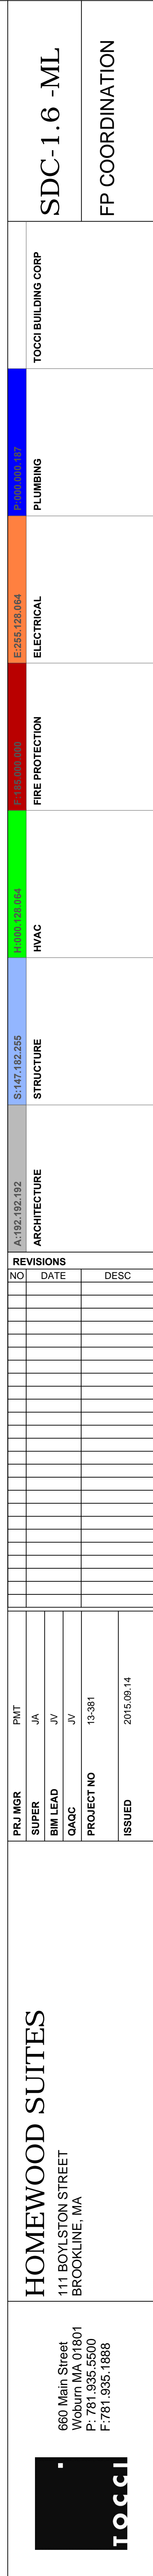 TOCCI
660 Main Street
Woburn MA 01801
P: 781.935.5500
F:781.935.1888
HOMEWOOD SUITES
111 BOYLSTON STREET
BROOKLINE, MA
PRJ MGR PMT
SUPER JA
BIM LEAD JV
QAQC JV
PROJECT NO 13-381
ISSUED 2015.09.14
REVISIONS
NO DATE DESC
A:192.192.192
ARCHITECTURE
S:147.182.255
STRUCTURE
H:000.128.064
HVAC
F:185.000.000
FIRE PROTECTION
E:255.128.064
ELECTRICAL
P:000.000.187
PLUMBING
TOCCI BUILDING CORP
SDC-1.6 -ML
FP COORDINATION